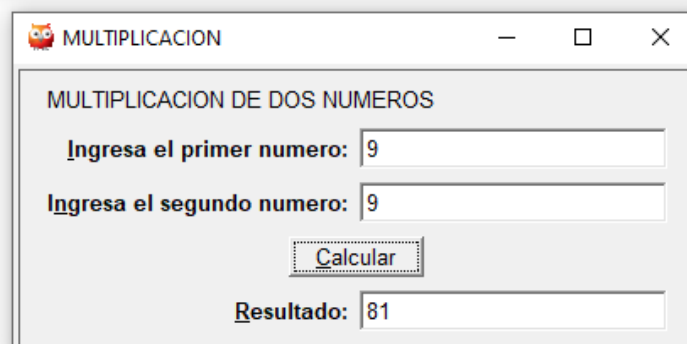 MULTIPLICACION
MULTIPLICACION DE DOS NUMEROS
Ingresa el primer numero: 9
Ingresa el segundo numero: 9
Calcular
Resultado: 81